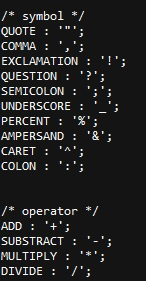 /* symbol */
QUOTE : '"';
COMMA : ',';
EXCLAMATION : '!';
QUESTION : '?';
SEMICOLON : ';';
UNDERSCORE : '_';
PERCENT : '%';
AMPERSAND : '&';
CARET : '^';
COLON : ':';
/* operator */
ADD : '+';
SUBSTRACT : '-';
MULTIPLY : '*';
DIVIDE : '/';